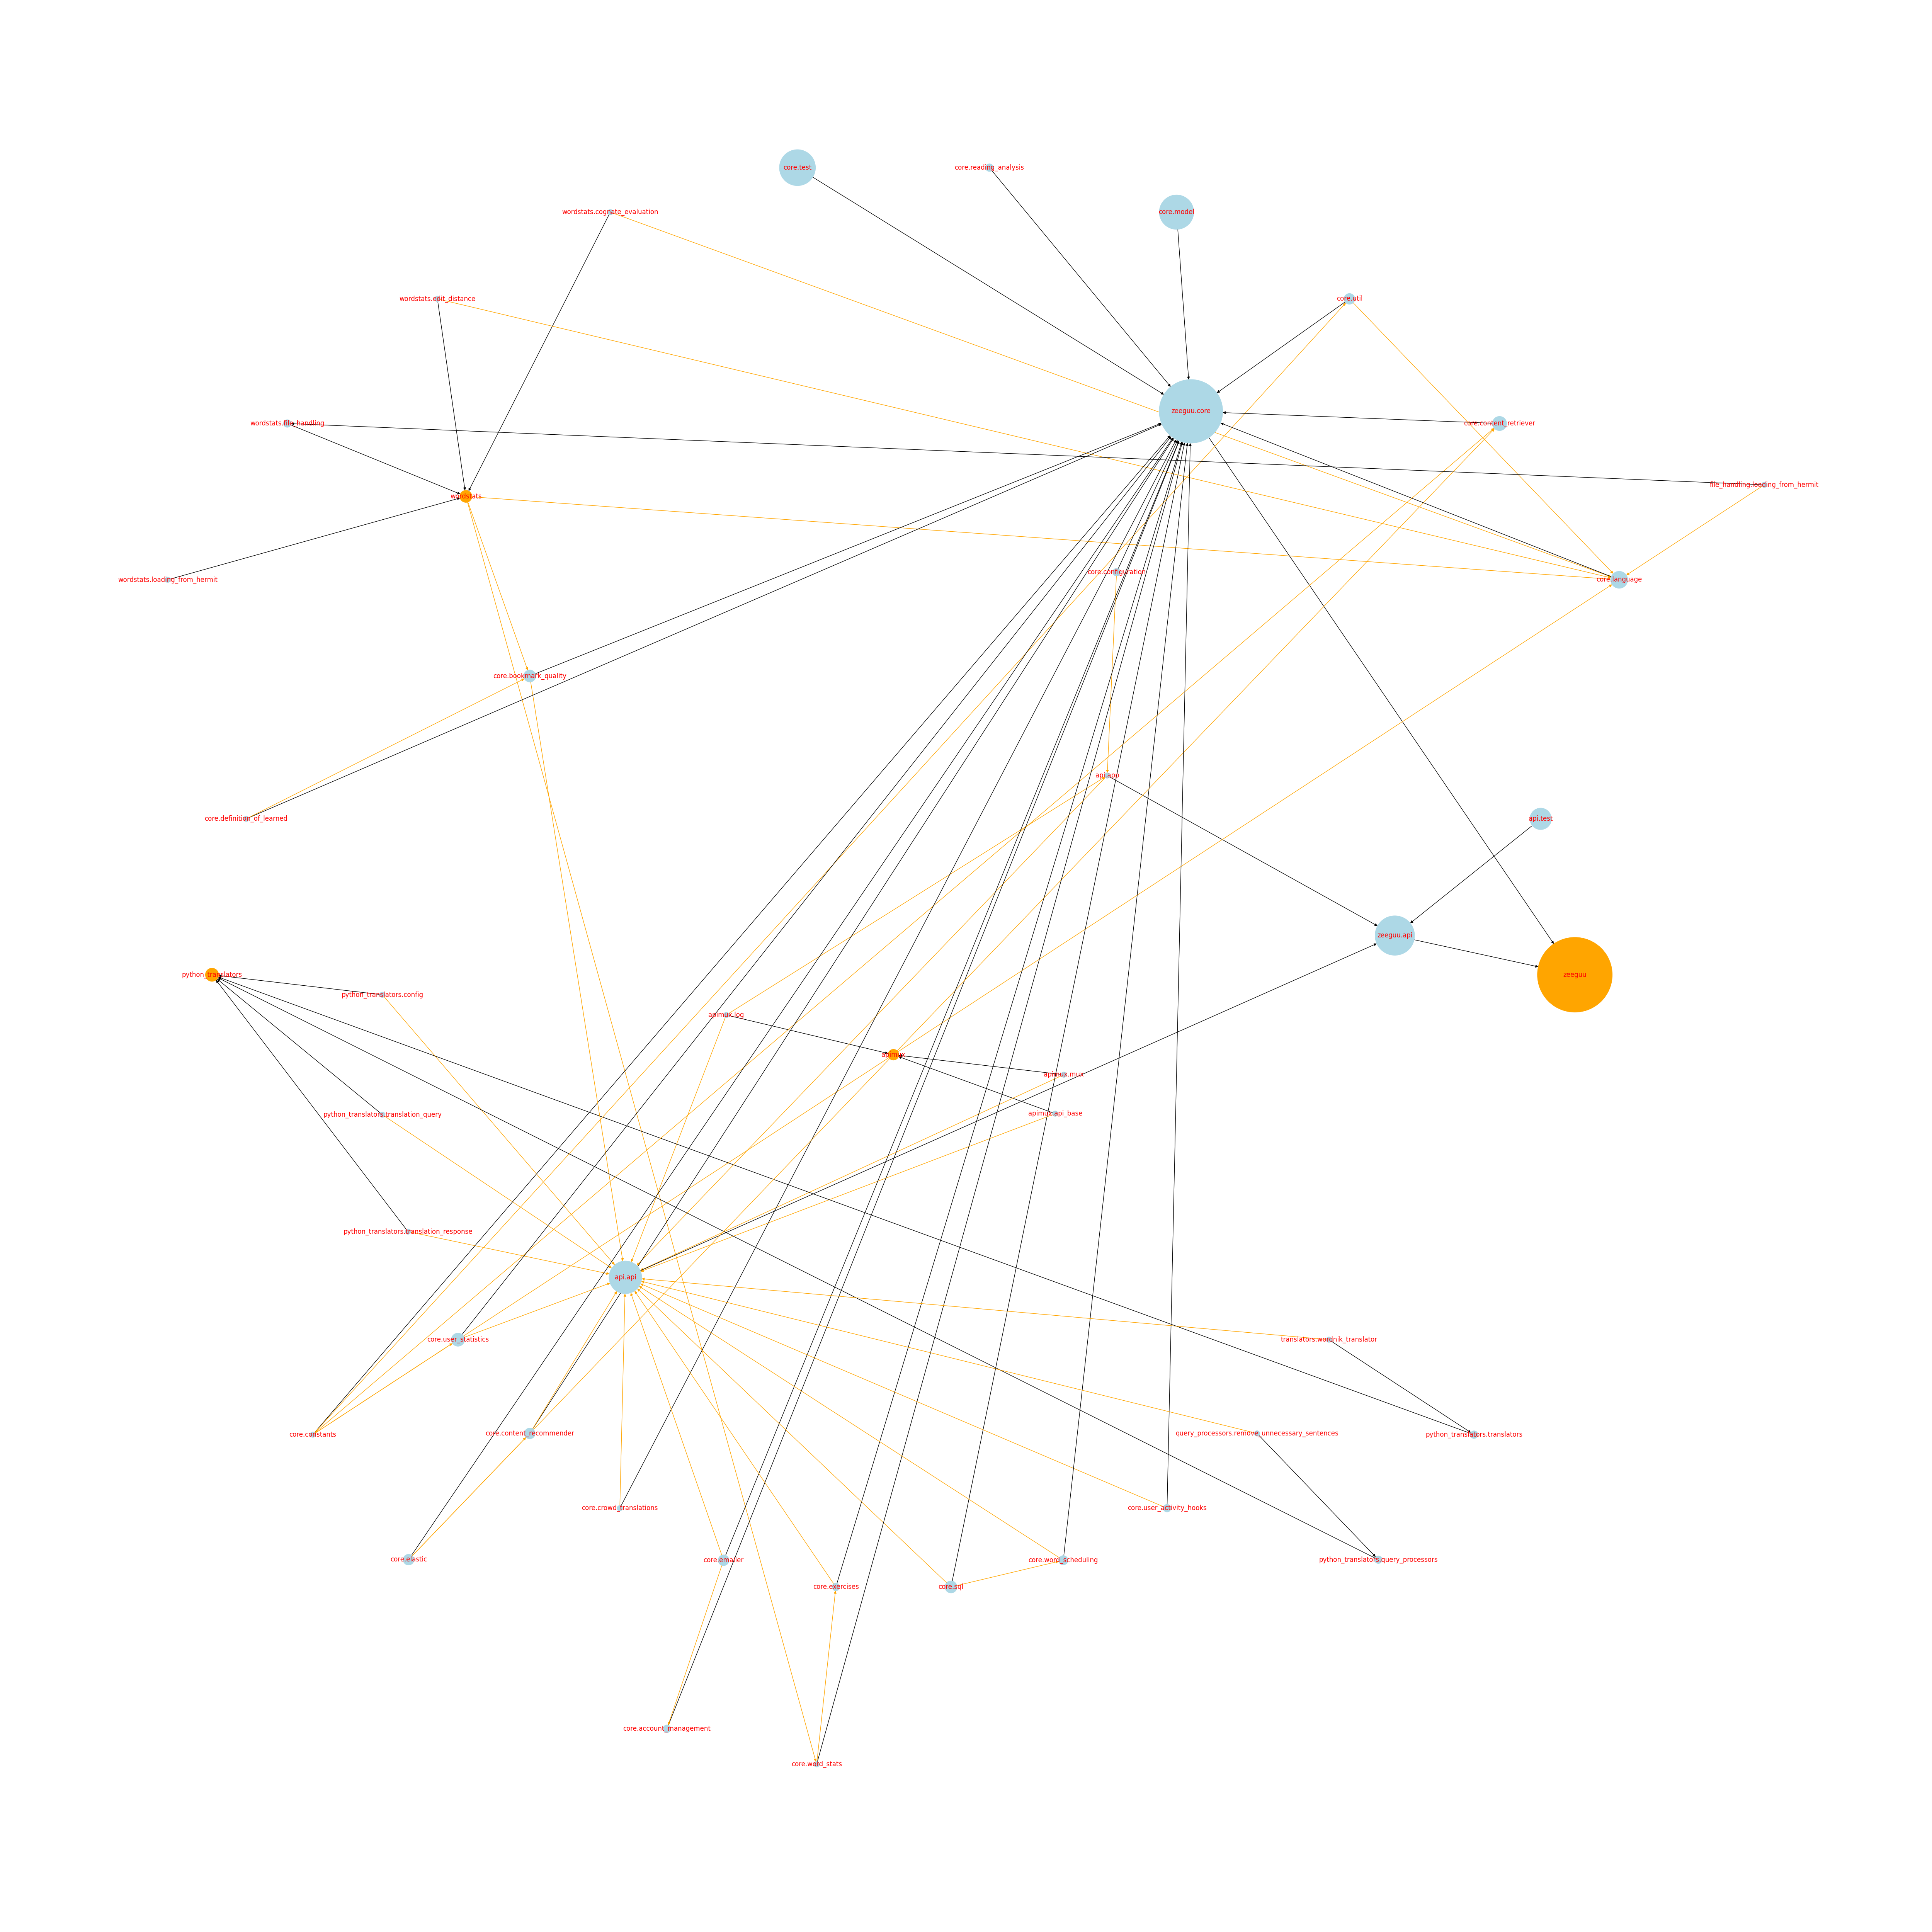 core.test
core.reading_analysis
wordstats.cognate_evaluation
core.model
wordstats.edit_distance
core.util
zeeguu.core
wordstats.file_handling
core.content_retriever
file_handling.loading_from_hermit
wordstats
core.configuration
wordstats.loading_from_hermit
core.language
core.bookmark_quality
api.app
core.definition_of_learned
api.test
zeeguu.api
python_translators
zeeguu
python_translators.config
apimux.log
apimux
apimux.mux
python_translators.translation_query
apimux.api_base
python_translators.translation_response
api.api
core.user_statistics
translators.wordnik_translator
core.constants
core.content_recommender
query_processors.remove_unnecessary_sentences
python_translators.translators
core.crowd_translations
core.user_activity_hooks
core.elastic
core.emailer
core.word_scheduling
python_translators.query_processors
core.exercises
core.sql
core.account_management
core.word_stats